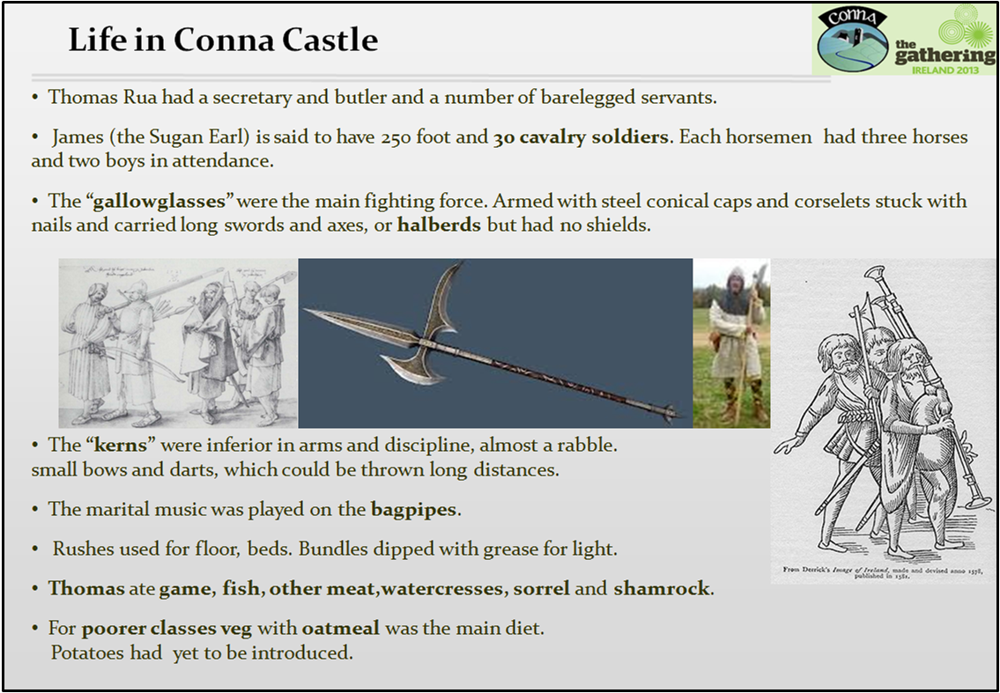 Life in Conna Castle
CONNA
the
gathering
IRELAND 2013
• Thomas Rua had a secretary and butler and a number of barelegged servants.
• James (the Sugan Earl) is said to have 250 foot and 30 cavalry soldiers. Each horsemen had three horses
and two boys in attendance.
• The “gallowglasses” were the main fighting force. Armed with steel conical caps and corselets stuck with
nails and carried long swords and axes, or halberds but had no shields.
• The “kerns” were inferior in arms and discipline, almost a rabble.
small bows and darts, which could be thrown long distances.
• The marital music was played on the bagpipes.
• Rushes used for floor, beds. Bundles dipped with grease for light.
• Thomas ate game, fish, other meat,watercresses, sorrel and shamrock.
• For poorer classes veg with oatmeal was the main diet.
Potatoes had yet to be introduced.
From Derrick's Image of Ireland, made and devised anno 1578,
published in 1581.